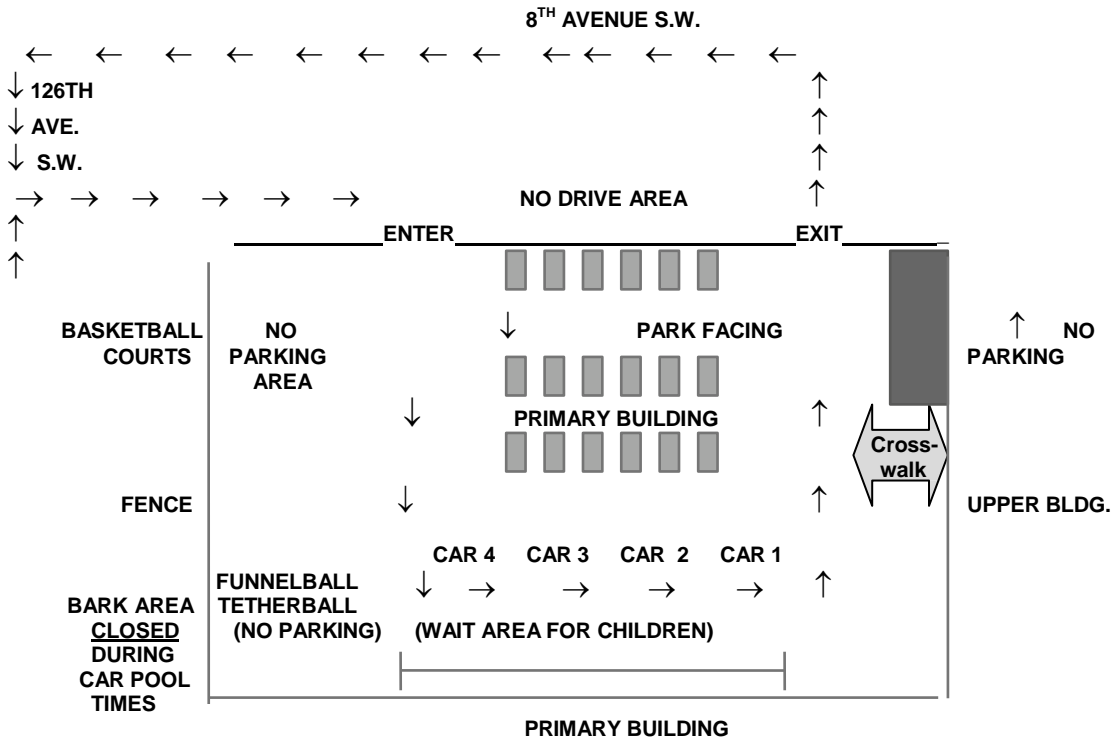 8TH AVENUE S.W.
126TH
AVE.
S.W.
NO DRIVE AREA
ENTER EXIT
BASKETBALL
COURTS
NO
PARKING
AREA
PARK FACING
NO
PARKING
PRIMARY BUILDING
Cross-
walk
FENCE
UPPER BLDG.
CAR 4 CAR 3 CAR 2 CAR 1
FUNNELBALL
TETHERBALL
(NO PARKING) (WAIT AREA FOR CHILDREN)
BARK AREA
CLOSED
DURING
CAR POOL
TIMES
PRIMARY BUILDING